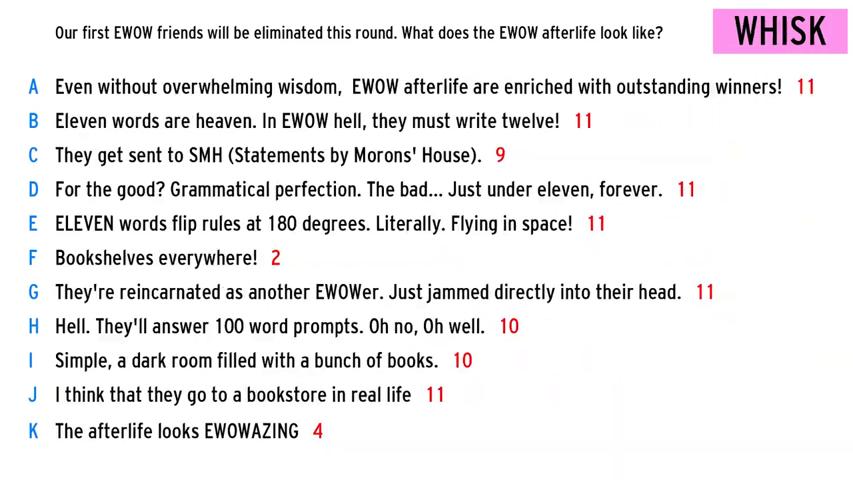 Our first EWOW friends will be eliminated this round. What does the EWOW afterlife look like?
WHISK
A Even without overwhelming wisdom, EWOW afterlife are enriched with outstanding winners! 11
B Eleven words are heaven. In EWOW hell, they must write twelve! 11
C They get sent to SMH (Statements by Morons' House). 9
D For the good? Grammatical perfection. The bad... Just under eleven, forever. 11
E ELEVEN words flip rules at 180 degrees. Literally. Flying in space! 11
F Bookshelves everywhere! 2
G They're reincarnated as another EWOWer. Just jammed directly into their head. 11
H Hell. They'll answer 100 word prompts. Oh no, Oh well. 10
I Simple, a dark room filled with a bunch of books. 10
J I think that they go to a bookstore in real life 11
K The afterlife looks EWOWAZING 4